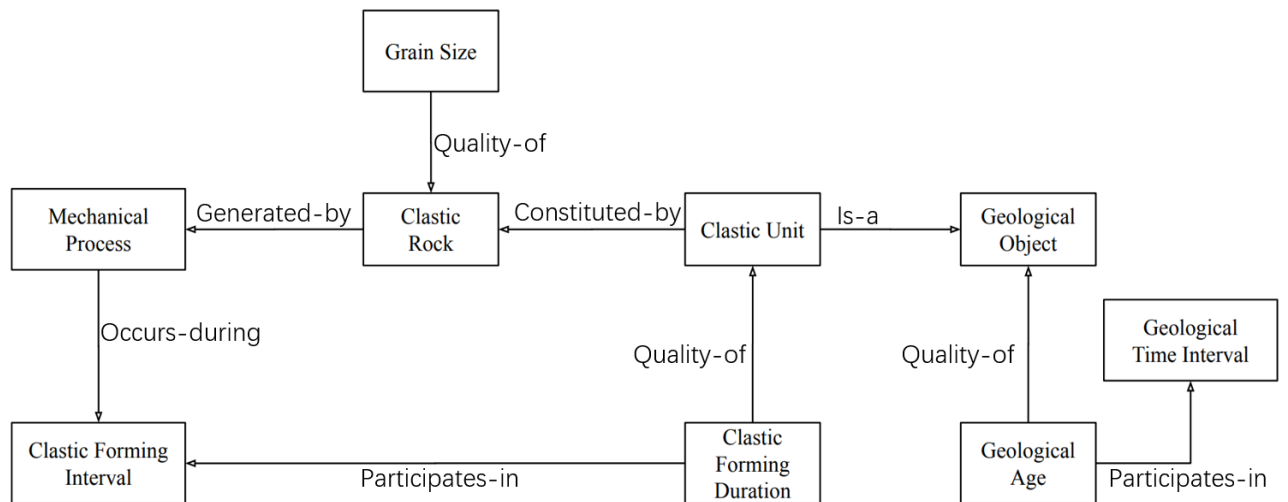 Grain Size
Quality-of
Mechanical
Process
Generated-by
Clastic
Rock
Constituted-by
Clastic Unit
Is-a
Geological
Object
Occurs-during
Quality-of
Quality-of
Geological
Time Interval
Clastic Forming
Interval
Participates-in
Clastic
Forming
Duration
Geological
Age
Participates-in